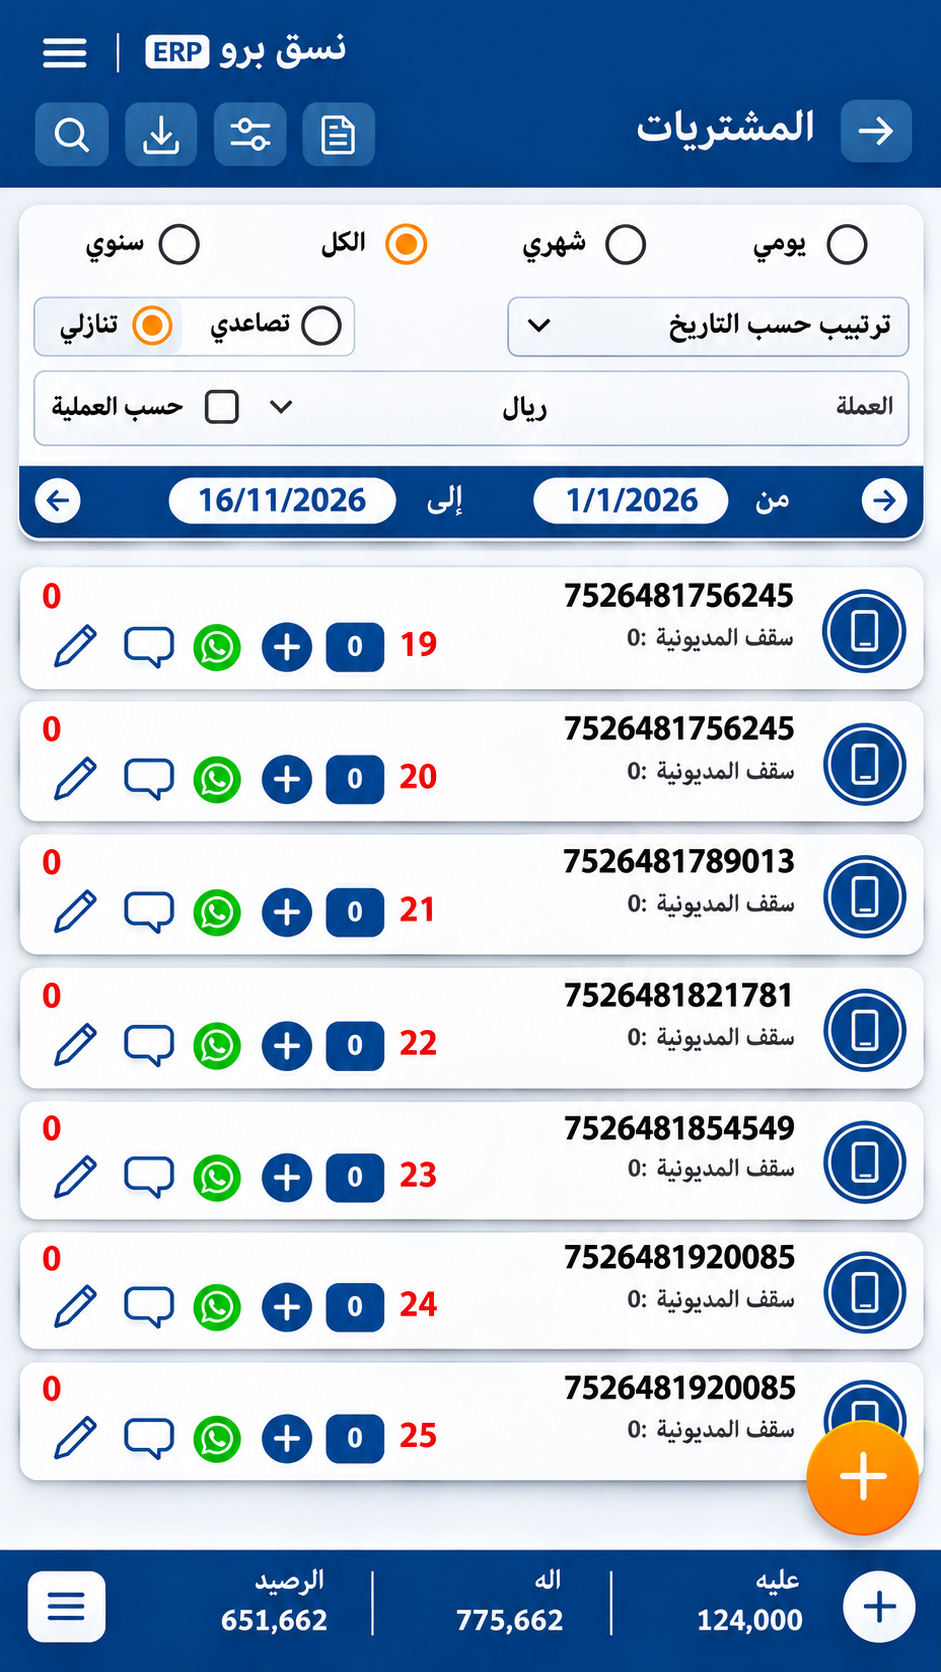 نسق برو ERP
المشتريات
يومي شهري الكل سنوي
ترتبيب حسب التاريخ تصاعدي تنازلي
العملة ريال حسب العملية
من 1/1/2026 إلى 16/11/2026
7526481756245 0
سقف المديونية :0 19 0
7526481756245 0
سقف المديونية :0 20 0
7526481789013 0
سقف المديونية :0 21 0
7526481821781 0
سقف المديونية :0 22 0
7526481854549 0
سقف المديونية :0 23 0
7526481920085 0
سقف المديونية :0 24 0
7526481920085 0
سقف المديونية :0 25 0
عليه اله الرصيد
124,000 775,662 651,662